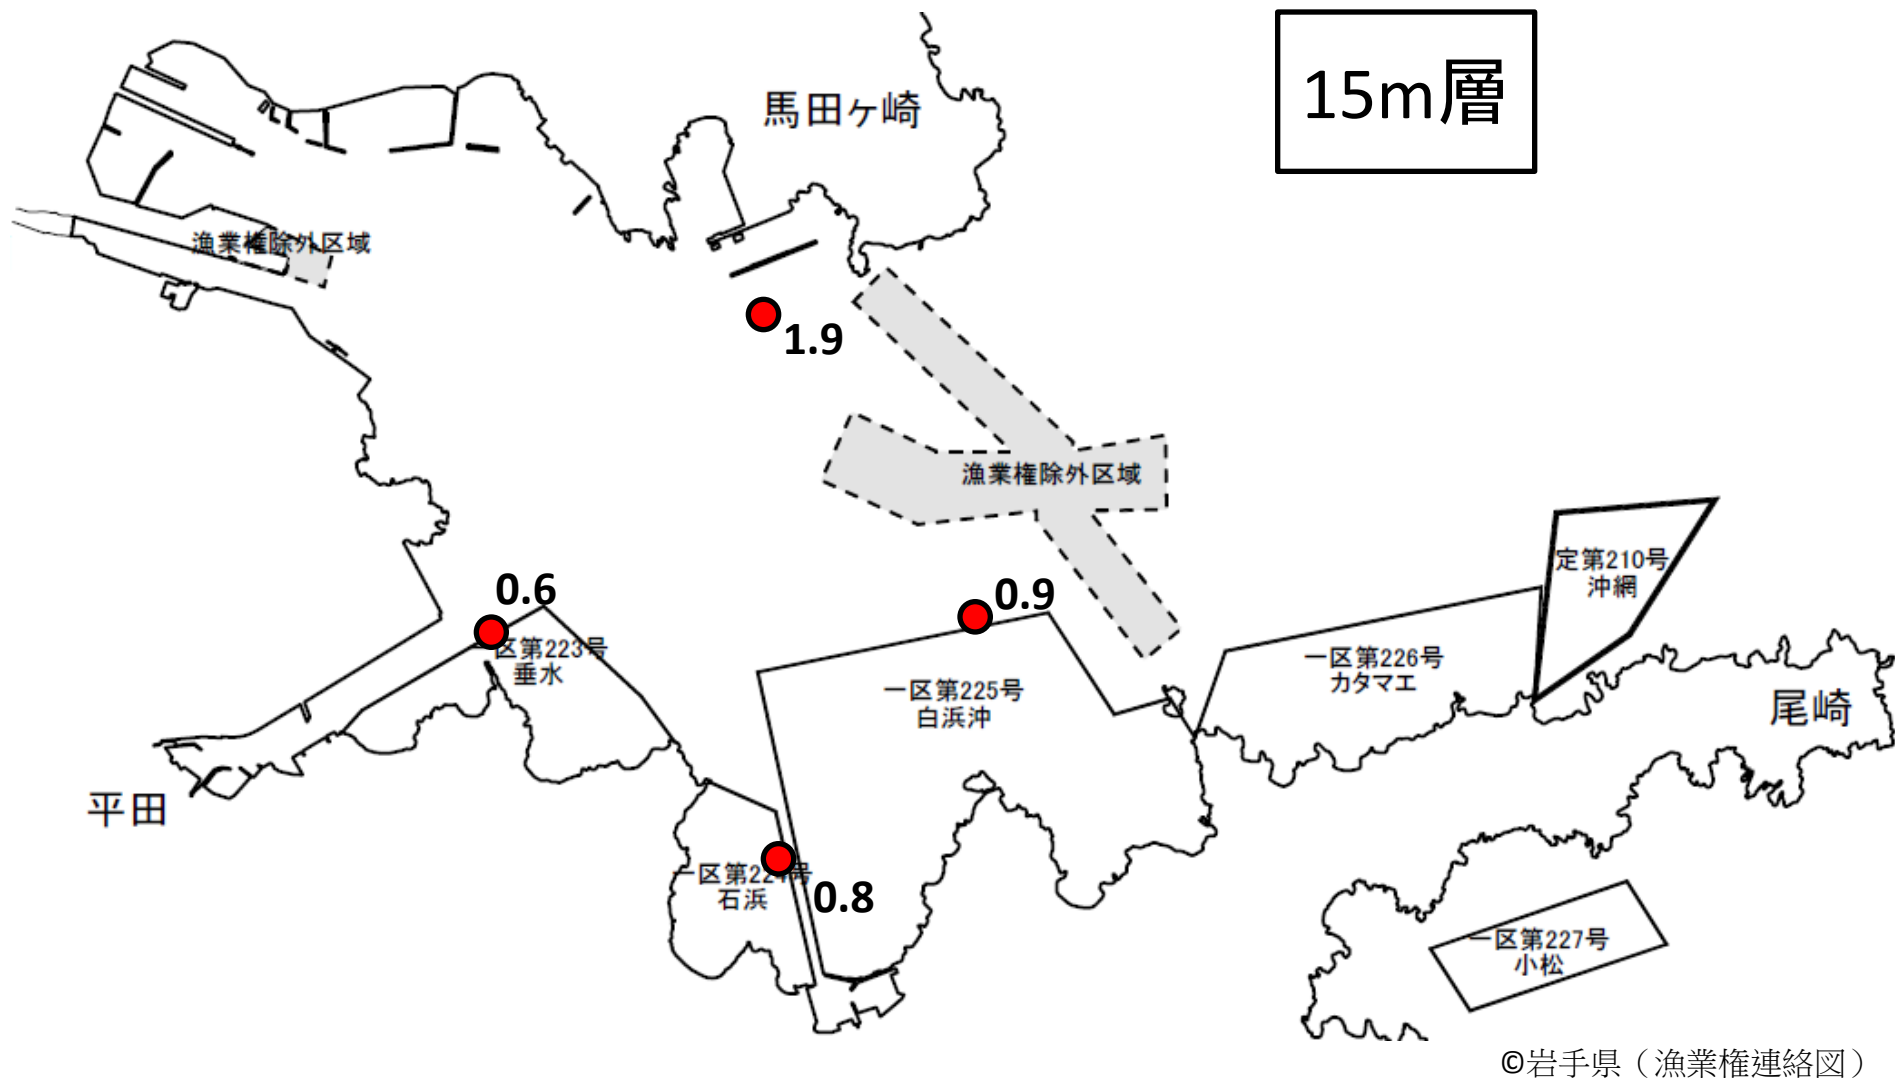 15m層
馬田ヶ崎
漁業権除外区域
1.9
漁業権除外区域
定第210号
沖網
0.6
0.9
一区第223号
垂水
一区第225号
白浜沖
一区第226号
カタマエ
尾崎
平田
一区第224号
石浜
0.8
一区第227号
小松
©岩手県（漁業権連絡図）